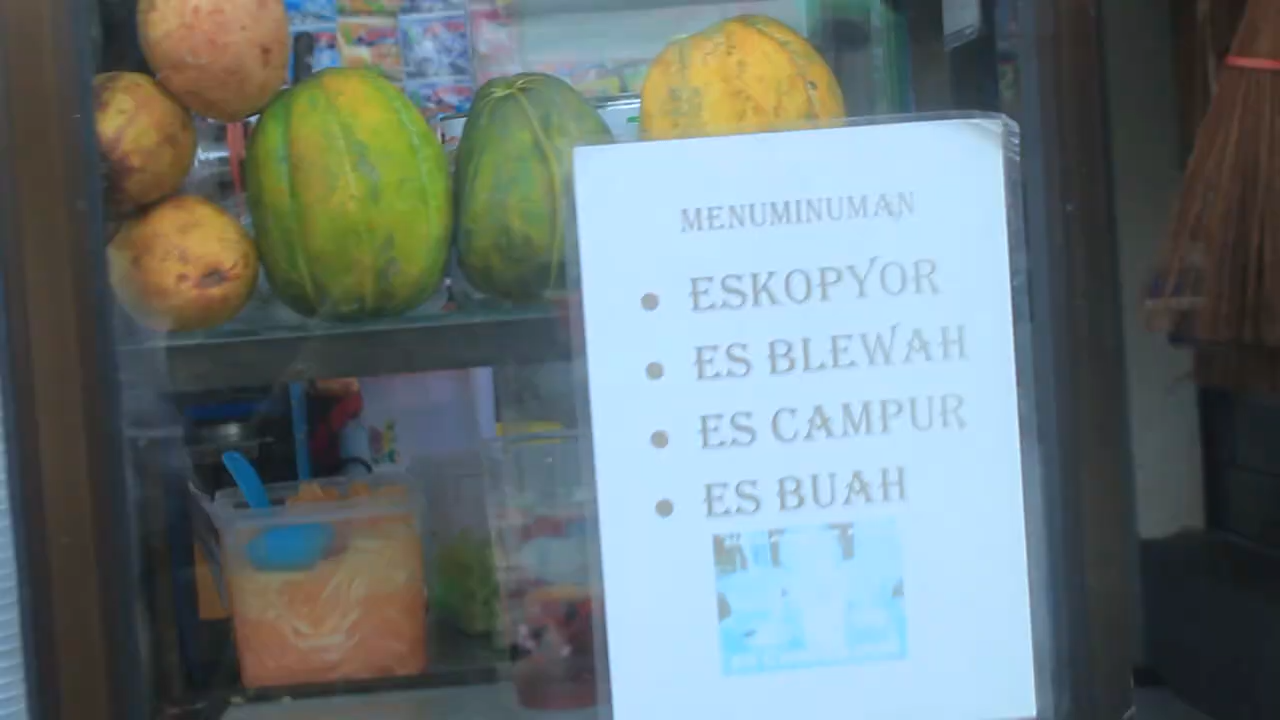 MENUMINUMAN
• ESKOPYOR
• ES BLEWAH
• ES CAMPUR
• ES BUAH